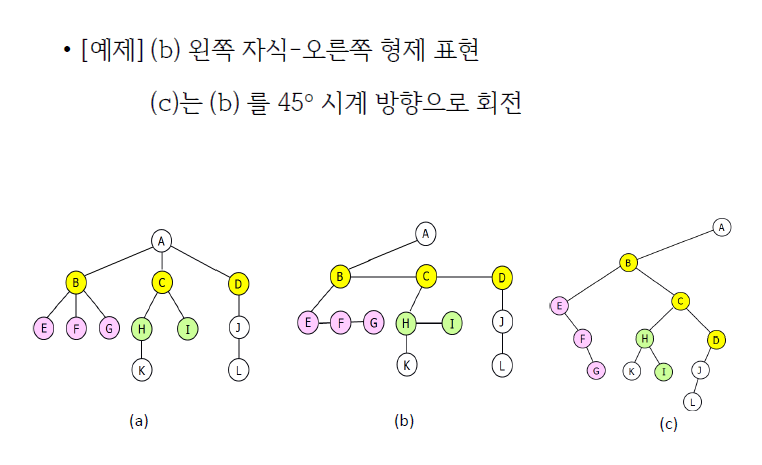 • [예제] (b) 왼쪽 자식-오른쪽 형제 표현
(c)는 (b) 를 45° 시계 방향으로 회전
A
B C D
E F G H I J
K L
(a)
A
B C D
E F G H I J
K L
(b)
A
B
E C
F H D
G K I J
L
(c)